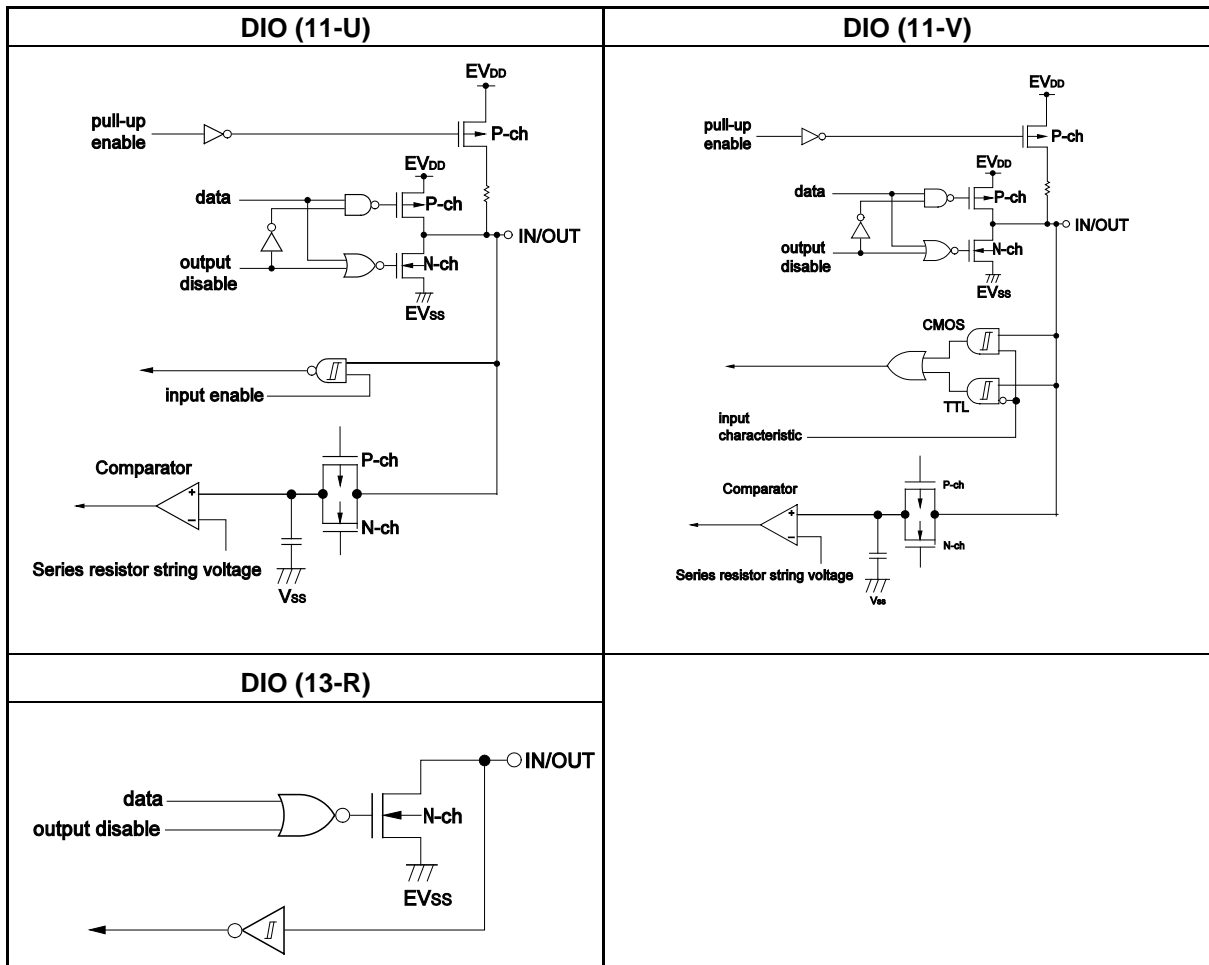 DIO (11-U)
EVDD
pull-up
enable
P-ch
EVDD
data
P-ch
IN/OUT
output
disable
N-ch
EVss
input enable
Comparator
P-ch
+
−
N-ch
Series resistor string voltage
Vss
DIO (11-V)
EVDD
pull-up
enable
P-ch
EVDD
data
P-ch
IN/OUT
output
disable
N-ch
EVss
CMOS
TTL
input
characteristic
Comparator
P-ch
+
−
N-ch
Series resistor string voltage
Vss
DIO (13-R)
IN/OUT
data
output disable
N-ch
EVss